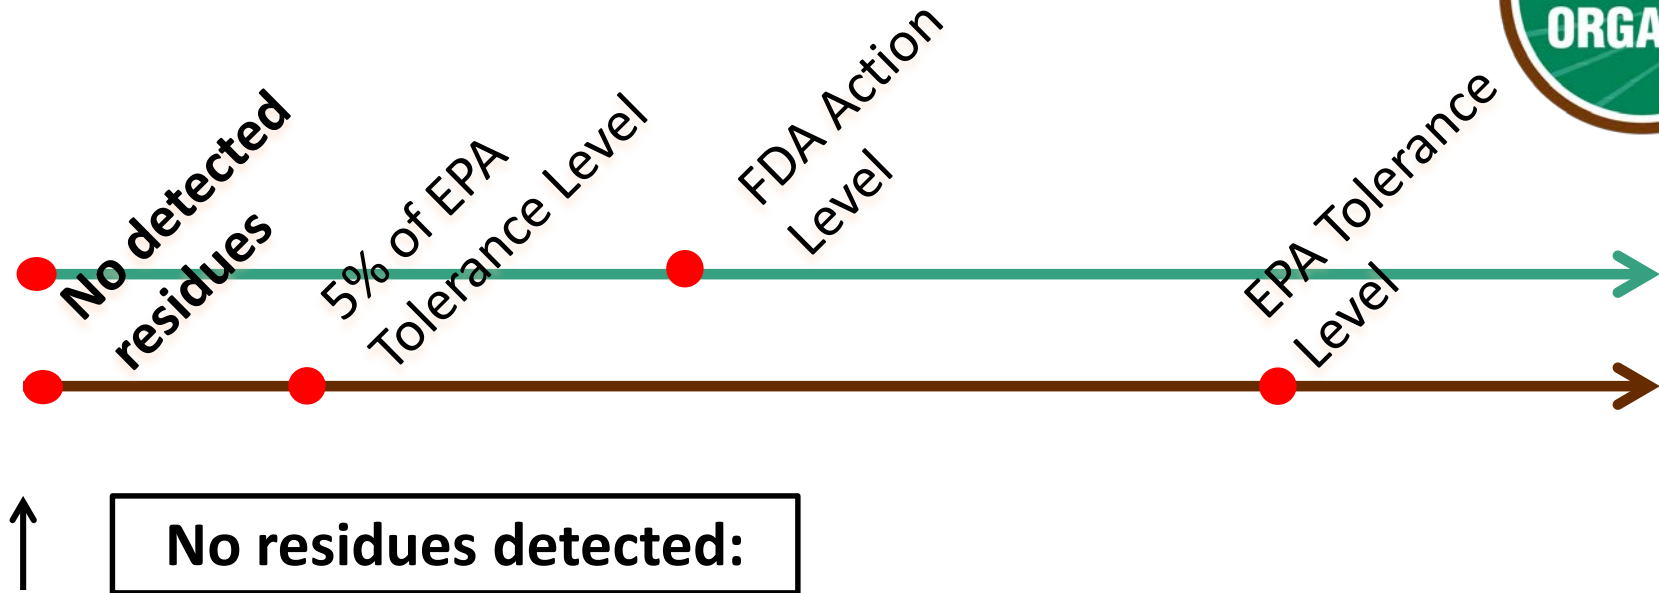 ORGA
No detected
residues
5% of EPA
Tolerance Level
FDA Action
Level
EPA Tolerance
Level
No residues detected: